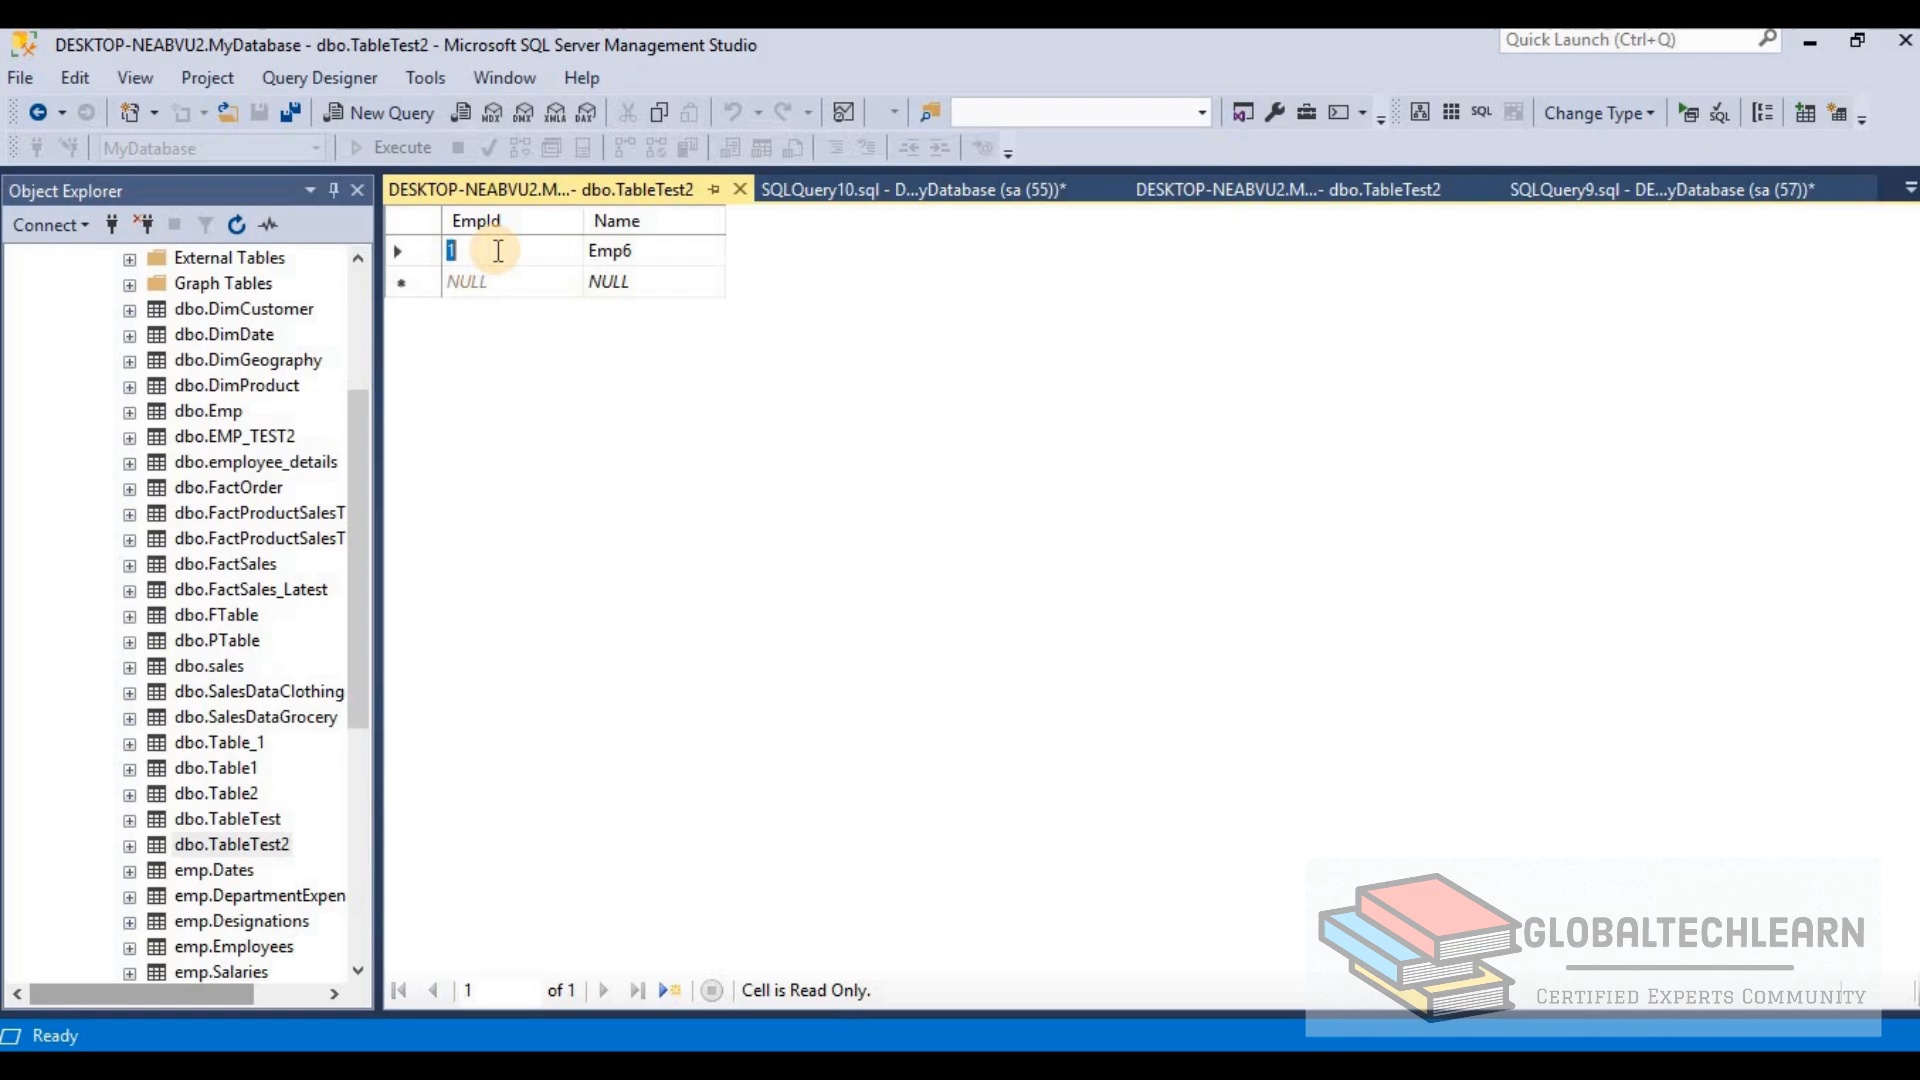 DESKTOP-NEABVU2.MyDatabase - dbo.TableTest2 - Microsoft SQL Server Management Studio
Quick Launch (Ctrl+Q)
File Edit View Project Query Designer Tools Window Help
New Query MDX DMX XMLA DAX SQL Change Type SQL
MyDatabase Execute
Object Explorer
DESKTOP-NEABVU2.M...- dbo.TableTest2 SQLQuery10.sql - D...yDatabase (sa (55))* DESKTOP-NEABVU2.M...- dbo.TableTest2 SQLQuery9.sql - DE...yDatabase (sa (57))*
Connect
EmpId Name
1 Emp6
NULL NULL
External Tables
Graph Tables
dbo.DimCustomer
dbo.DimDate
dbo.DimGeography
dbo.DimProduct
dbo.Emp
dbo.EMP_TEST2
dbo.employee_details
dbo.FactOrder
dbo.FactProductSalesT
dbo.FactProductSalesT
dbo.FactSales
dbo.FactSales_Latest
dbo.FTable
dbo.PTable
dbo.sales
dbo.SalesDataClothing
dbo.SalesDataGrocery
dbo.Table_1
dbo.Table1
dbo.Table2
dbo.TableTest
dbo.TableTest2
emp.Dates
emp.DepartmentExpen
emp.Designations
emp.Employees
emp.Salaries
1 of 1 Cell is Read Only.
GLOBALTECHLEARN
CERTIFIED EXPERTS COMMUNITY
Ready